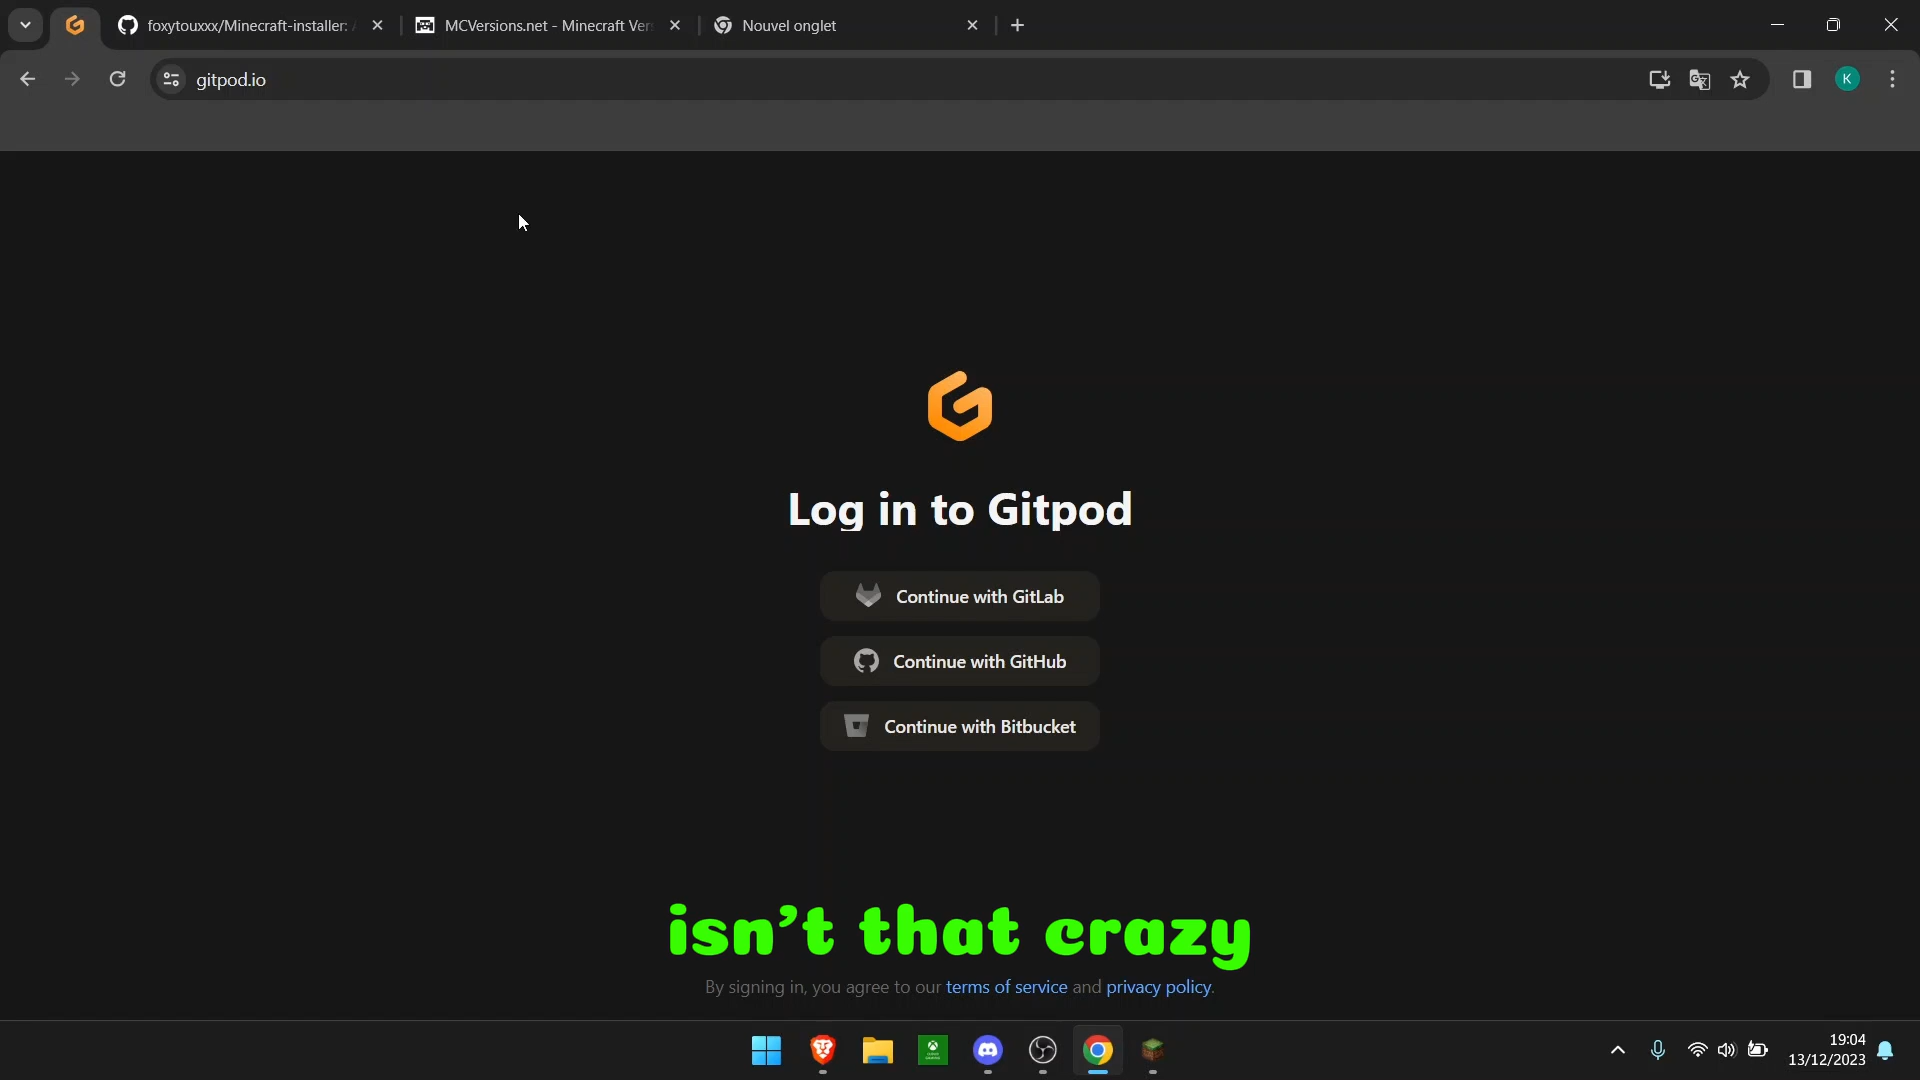 foxytouxxx/Minecraft-installer:
MCVersions.net - Minecraft Ver
Nouvel onglet
gitpod.io
K
Log in to Gitpod
Continue with GitLab
Continue with GitHub
Continue with Bitbucket
isn't that crazy
By signing in, you agree to our terms of service and privacy policy.
19:04
13/12/2023